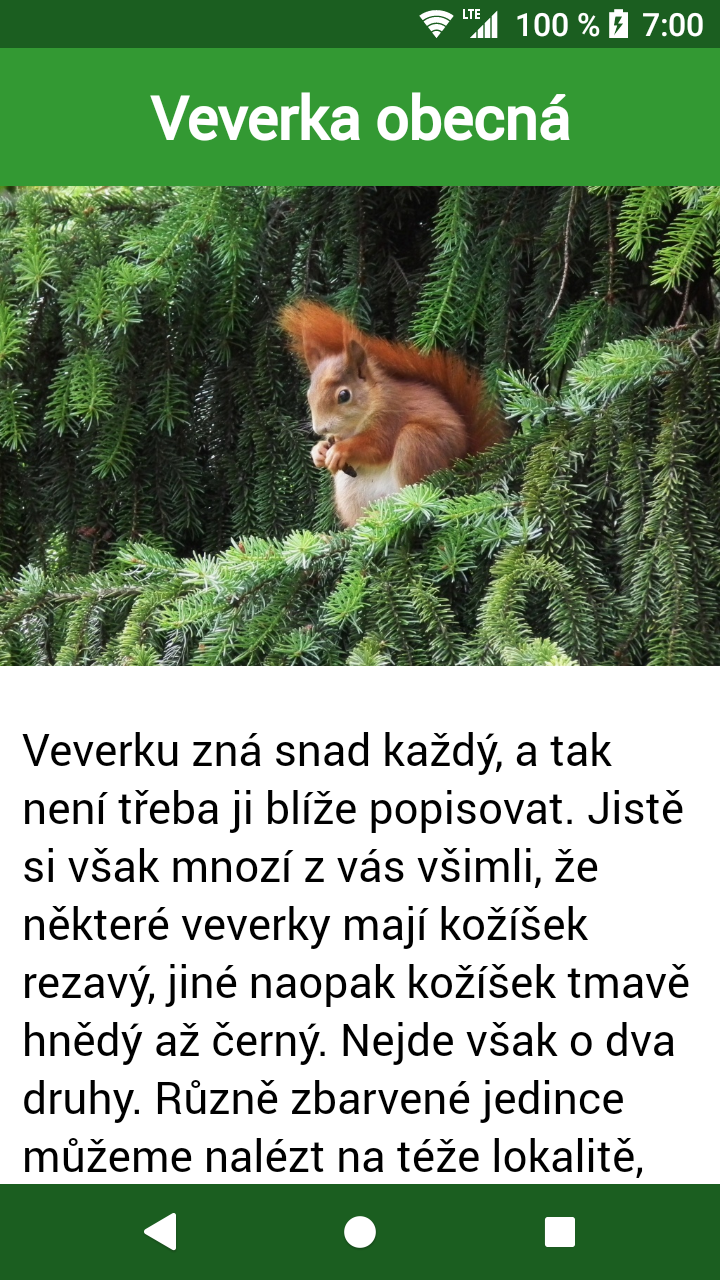 LTE 100 % 7:00
Veverka obecná
Veverku zná snad každý, a tak
není třeba ji blíže popisovat. Jistě
si však mnozí z vás všimli, že
některé veverky mají kožíšek
rezavý, jiné naopak kožíšek tmavě
hnědý až černý. Nejde však o dva
druhy. Různě zbarvené jedince
můžeme nalézt na téže lokalitě,